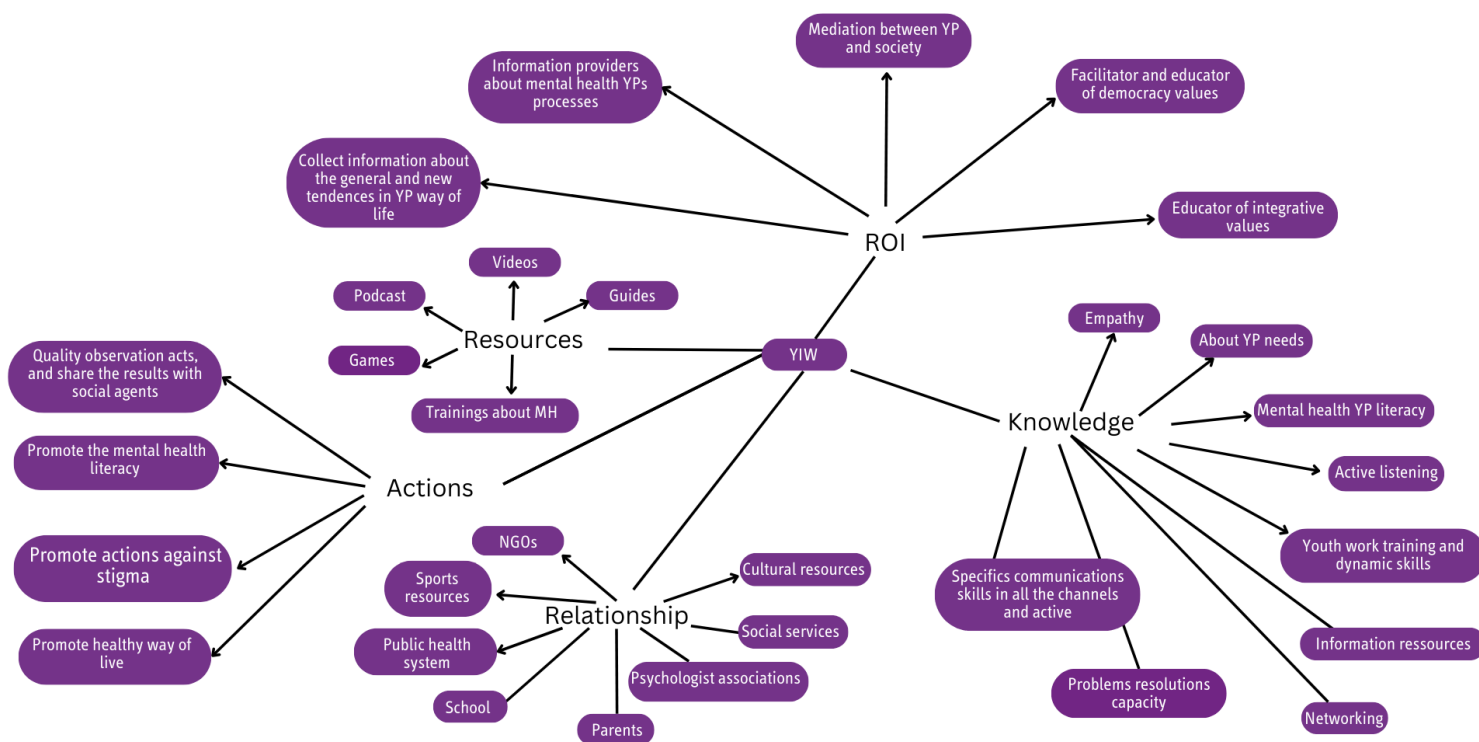 Mediation between YP
and society
Information providers
about mental health YPs
processes
Facilitator and educator
of democracy values
Collect information about
the general and new
tendences in YP way of
life
Educator of integrative
values
ROI
Videos
Podcast
Guides
Resources
Games
Trainings about MH
YIW
Empathy
About YP needs
Mental health YP literacy
Knowledge
Active listening
Youth work training and
dynamic skills
Specifics communications
skills in all the channels
and active
Information ressources
Problems resolutions
capacity
Networking
Quality observation acts,
and share the results with
social agents
Promote the mental health
literacy
Actions
Promote actions against
stigma
Promote healthy way of
live
NGOs
Sports
resources
Cultural resources
Relationship
Public health
system
Social services
Psychologist associations
School
Parents